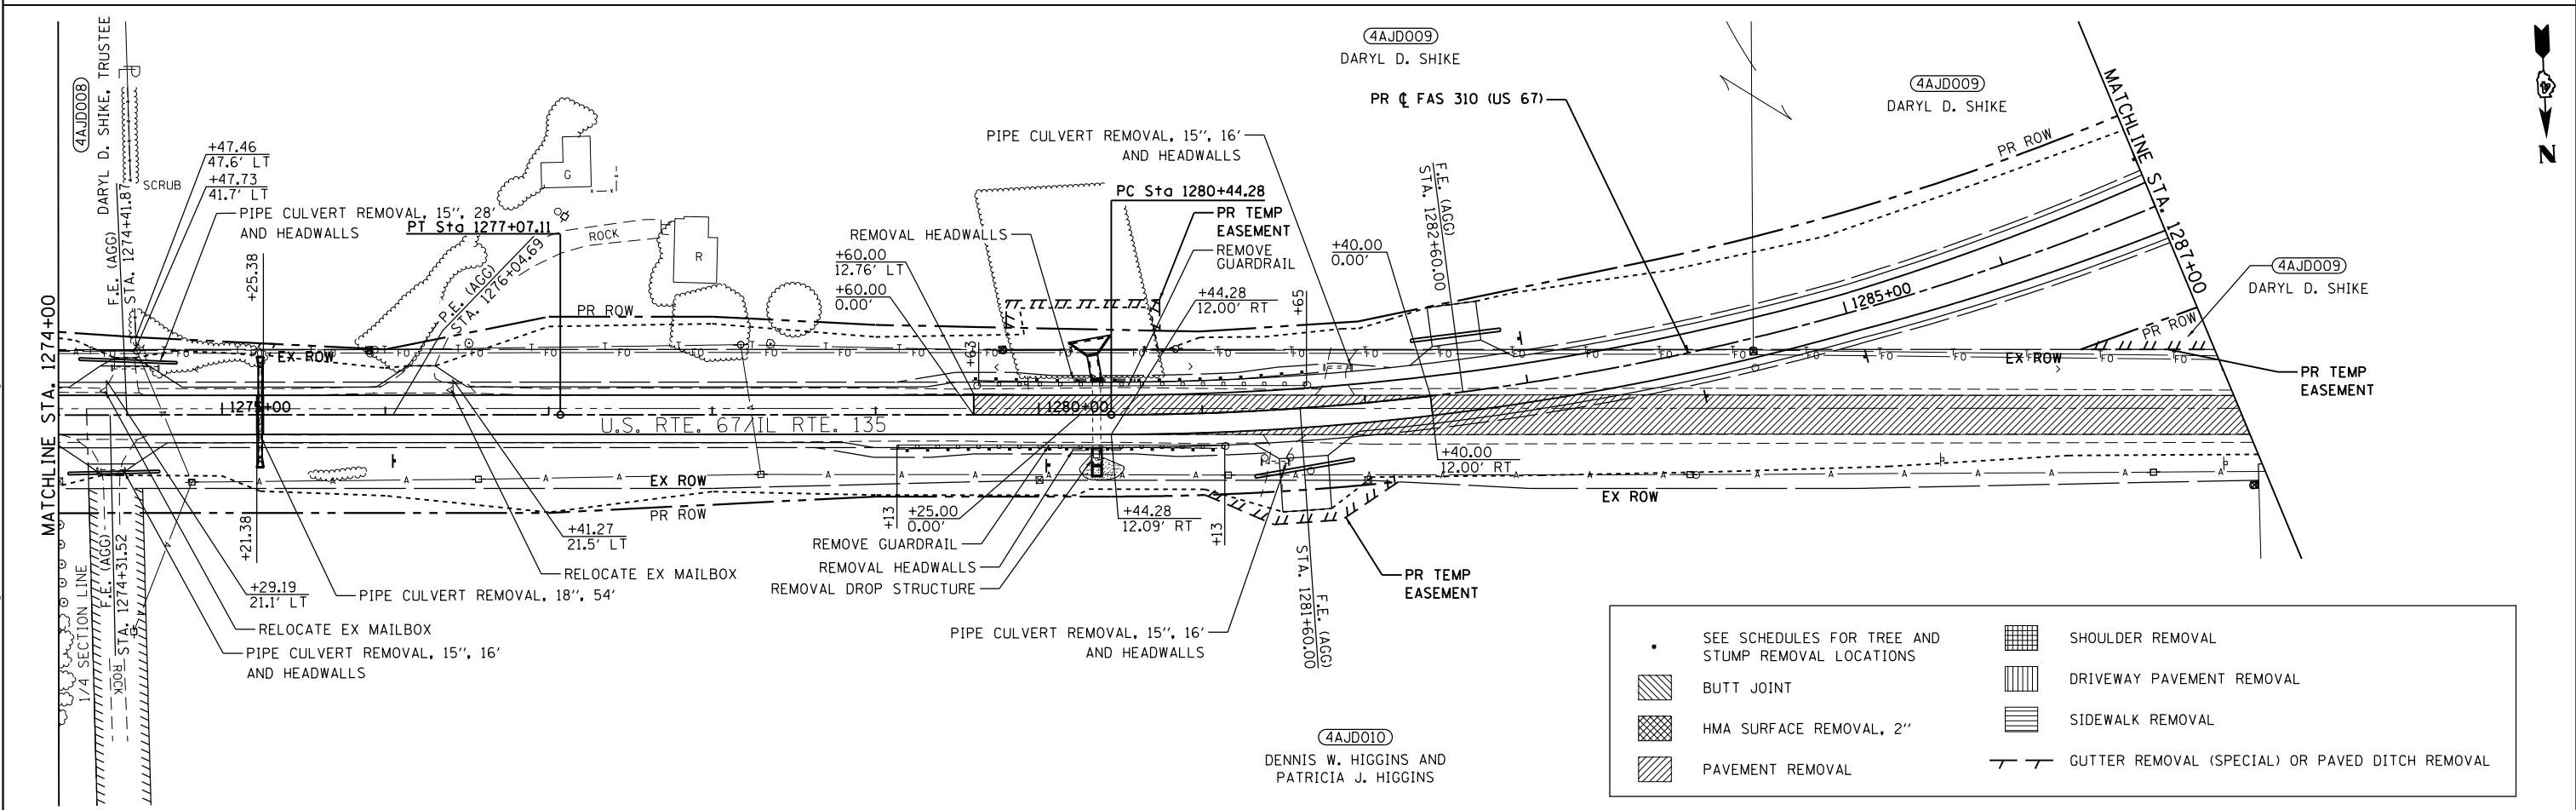 4AJD008
DARYL D. SHIKE, TRUSTEE
F.E. (AGG)
STA. 1274+41.87
SCRUB
+47.46
47.6' LT
+47.73
41.7' LT
PIPE CULVERT REMOVAL, 15", 28'
AND HEADWALLS
+25.38
PT Sta 1277+07.11
P.E. (AGG)
STA. 1276+04.69
G
ROCK
R
4AJD009
DARYL D. SHIKE
PR ℄ FAS 310 (US 67)
4AJD009
DARYL D. SHIKE
N
PIPE CULVERT REMOVAL, 15", 16'
AND HEADWALLS
PC Sta 1280+44.28
PR TEMP
EASEMENT
REMOVAL HEADWALLS
REMOVE
GUARDRAIL
+60.00
12.76' LT
+60.00
0.00'
+44.28
12.00' RT
+65
+63
+40.00
0.00'
F.E. (AGG)
STA. 1282+60.00
PR ROW
MATCHLINE STA. 1287+00
4AJD009
DARYL D. SHIKE
PR ROW
PR TEMP
EASEMENT
MATCHLINE STA. 1274+00
PR ROW
EX ROW
EX ROW
1275+00
1280+00
1285+00
U.S. RTE. 67/IL RTE. 135
EX ROW
PR ROW
EX ROW
+40.00
12.00' RT
+21.38
+13
+25.00
0.00'
+44.28
12.09' RT
+13
+41.27
21.5' LT
REMOVE GUARDRAIL
REMOVAL HEADWALLS
REMOVAL DROP STRUCTURE
RELOCATE EX MAILBOX
PIPE CULVERT REMOVAL, 18", 54'
+29.19
21.1' LT
RELOCATE EX MAILBOX
PIPE CULVERT REMOVAL, 15", 16'
AND HEADWALLS
1/4 SECTION LINE
F.E. (AGG)
STA. 1274+31.52
ROCK
PIPE CULVERT REMOVAL, 15", 16'
AND HEADWALLS
STA. 1281+60.00
F.E. (AGG)
PR TEMP
EASEMENT
4AJD010
DENNIS W. HIGGINS AND
PATRICIA J. HIGGINS
SEE SCHEDULES FOR TREE AND
STUMP REMOVAL LOCATIONS
BUTT JOINT
HMA SURFACE REMOVAL, 2"
PAVEMENT REMOVAL
SHOULDER REMOVAL
DRIVEWAY PAVEMENT REMOVAL
SIDEWALK REMOVAL
GUTTER REMOVAL (SPECIAL) OR PAVED DITCH REMOVAL